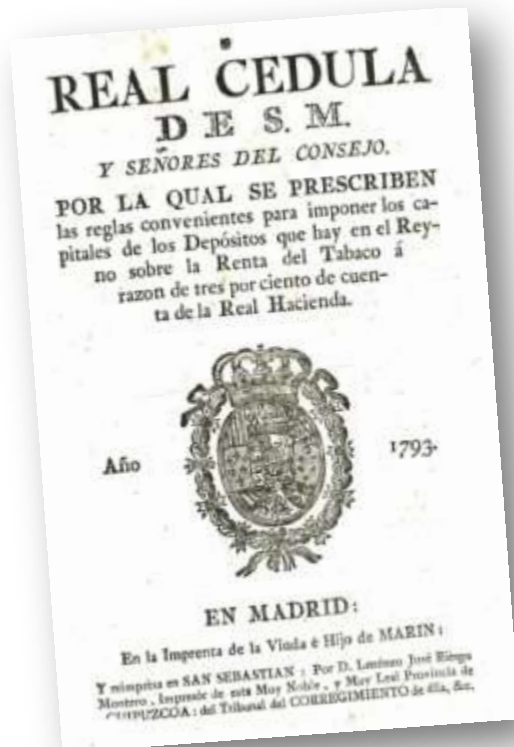 REAL CEDULA
DE S. M.
Y SEÑORES DEL CONSEJO.
POR LA QUAL SE PRESCRIBEN
las reglas convenientes para imponer los ca-
pitales de los Depósitos que hay en el Rey-
no sobre la Renta del Tabaco á
razon de tres por ciento de cuen-
ta de la Real Hacienda.
Año 1793.
EN MADRID:
En la Imprenta de la Viuda é Hijo de MARIN:
Y reimpresa en SAN SEBASTIAN: Por D. Lorenzo José Riesgo
Montero, Impresor de esta Muy Noble, y Muy Leal Provincia de
GUIPUZCOA: del Tribunal del CORREGIMIENTO de ella, &c.